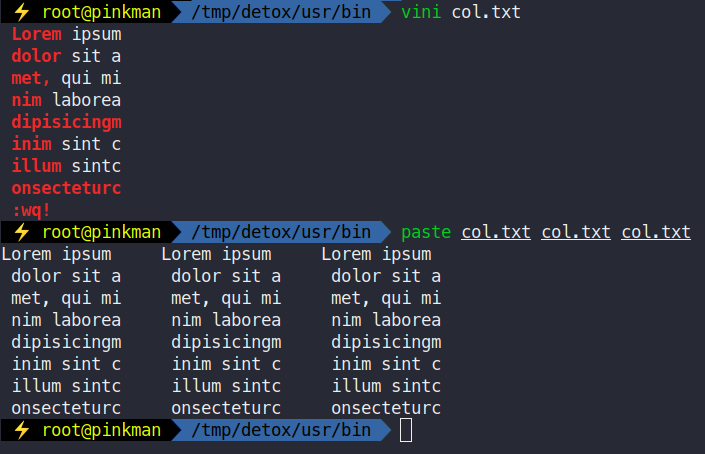 ⚡ root@pinkman /tmp/detox/usr/bin vini col.txt
Lorem ipsum
dolor sit a
met, qui mi
nim laborea
dipisicingm
inim sint c
illum sintc
onsecteturc
:wq!
⚡ root@pinkman /tmp/detox/usr/bin paste col.txt col.txt col.txt
Lorem ipsum     Lorem ipsum     Lorem ipsum
 dolor sit a     dolor sit a     dolor sit a
 met, qui mi     met, qui mi     met, qui mi
 nim laborea     nim laborea     nim laborea
 dipisicingm     dipisicingm     dipisicingm
 inim sint c     inim sint c     inim sint c
 illum sintc     illum sintc     illum sintc
 onsecteturc     onsecteturc     onsecteturc
⚡ root@pinkman /tmp/detox/usr/bin